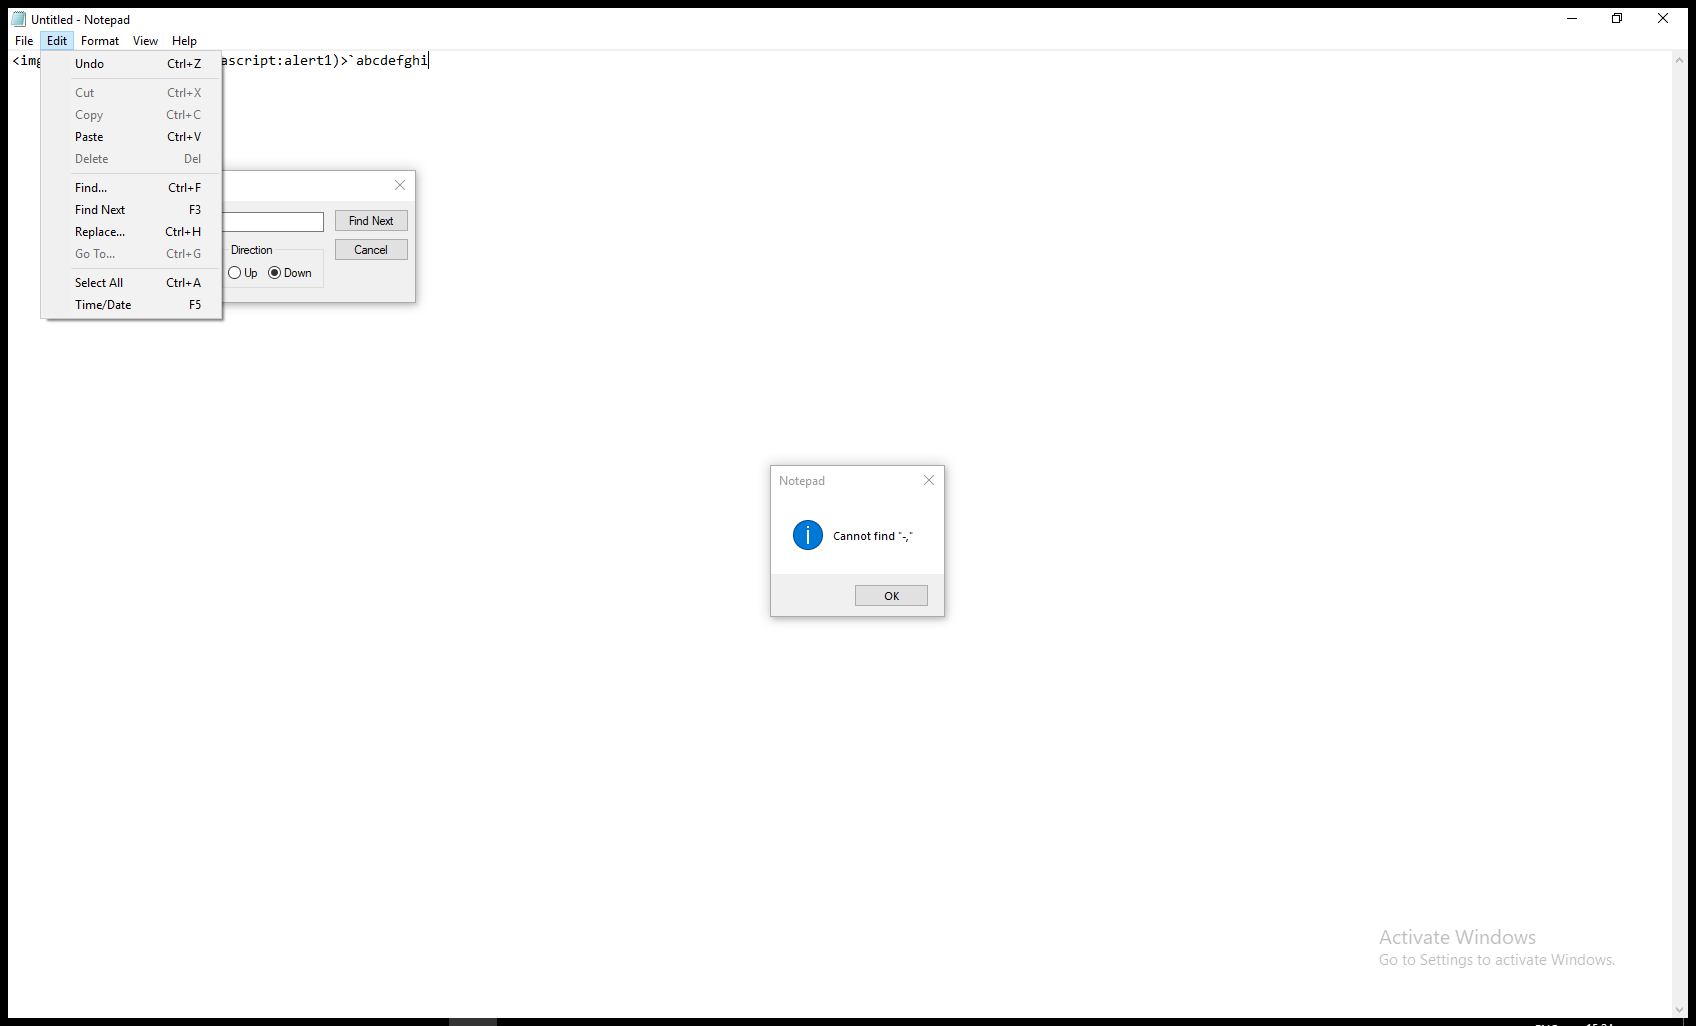 Untitled - Notepad
File Edit Format View Help
ascript:alert1)>`abcdefghi
Undo Ctrl+Z
Cut Ctrl+X
Copy Ctrl+C
Paste Ctrl+V
Delete Del
Find... Ctrl+F
Find Next F3
Replace... Ctrl+H
Go To... Ctrl+G
Select All Ctrl+A
Time/Date F5
Find Next
Direction
Cancel
Up Down
Notepad
Cannot find "-,"
OK
Activate Windows
Go to Settings to activate Windows.